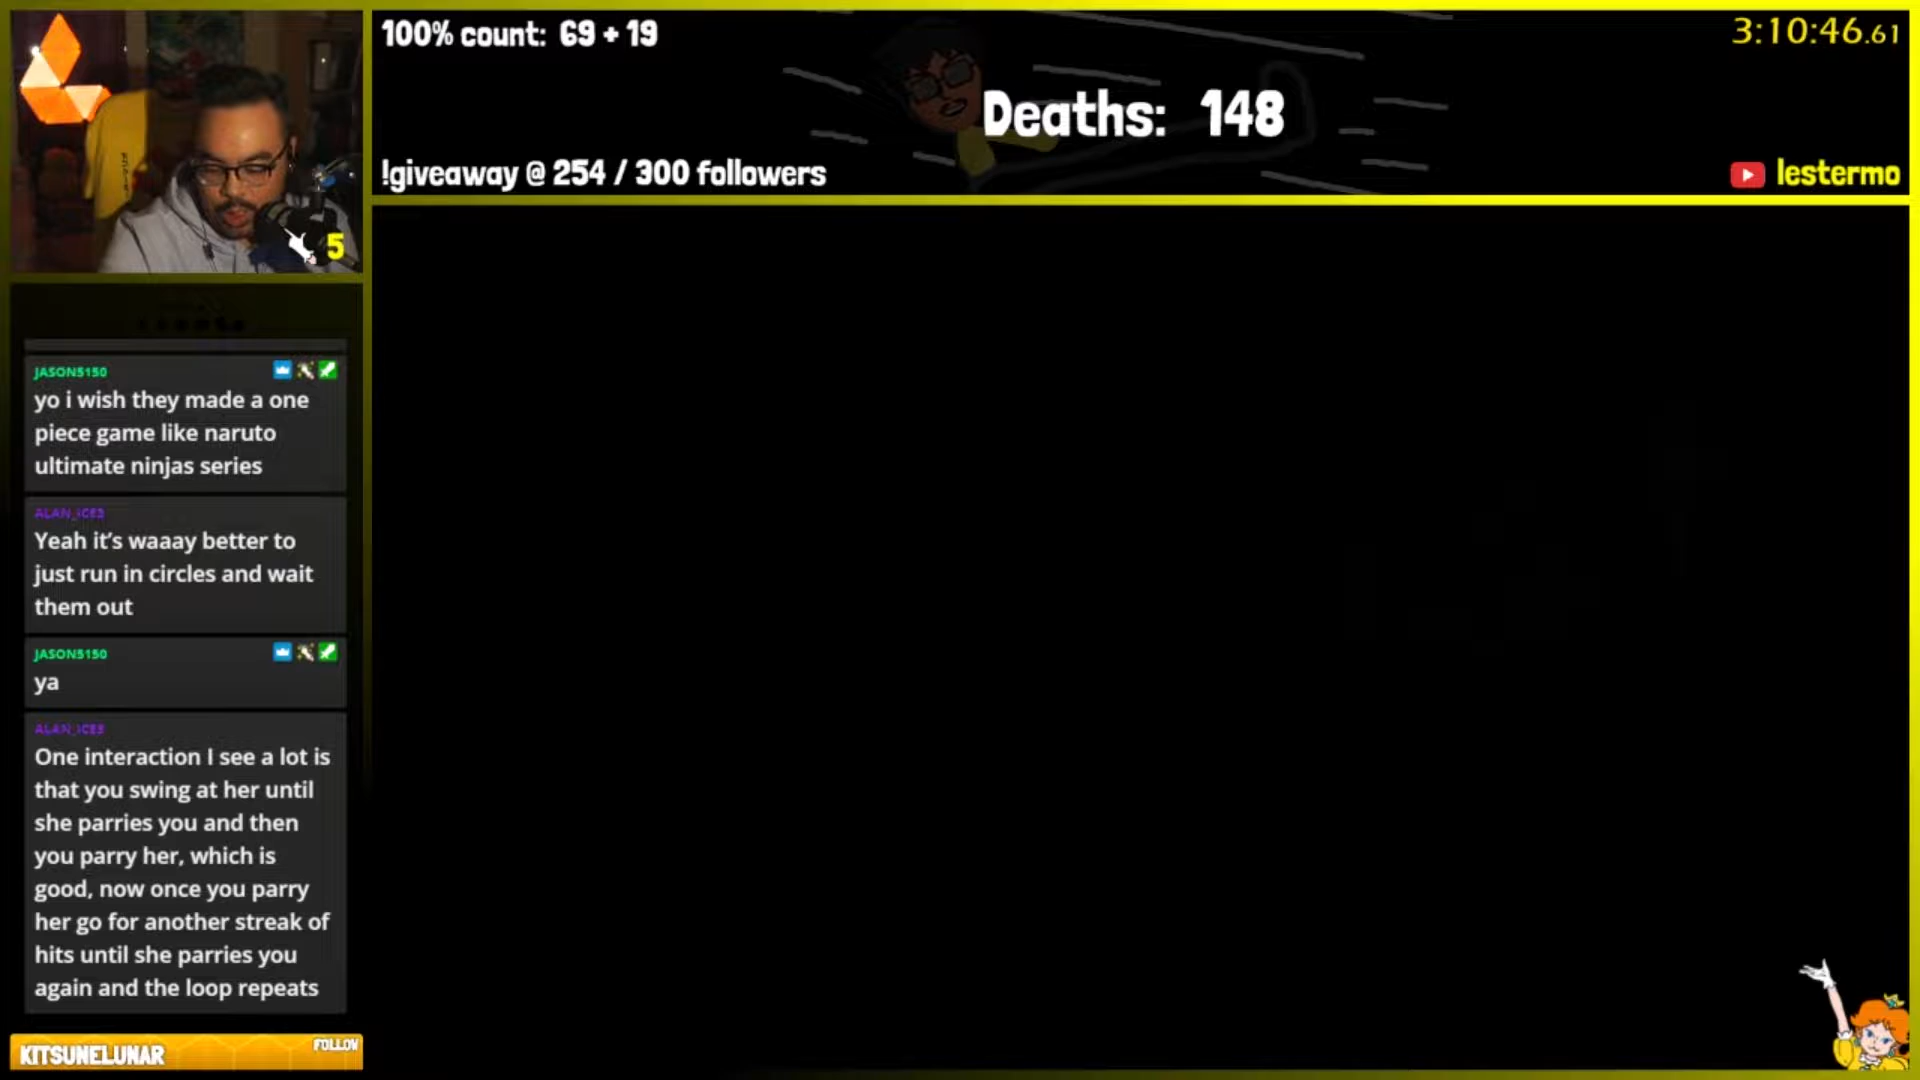 100% count: 69 + 19
3:10:46.61
Deaths: 148
!giveaway @ 254 / 300 followers
lestermo
5
JASON5150
yo i wish they made a one
piece game like naruto
ultimate ninjas series
ALAN_ICE3
Yeah it's waaay better to
just run in circles and wait
them out
JASON5150
ya
ALAN_ICE3
One interaction I see a lot is
that you swing at her until
she parries you and then
you parry her, which is
good, now once you parry
her go for another streak of
hits until she parries you
again and the loop repeats
KITSUNELUNAR
FOLLOW